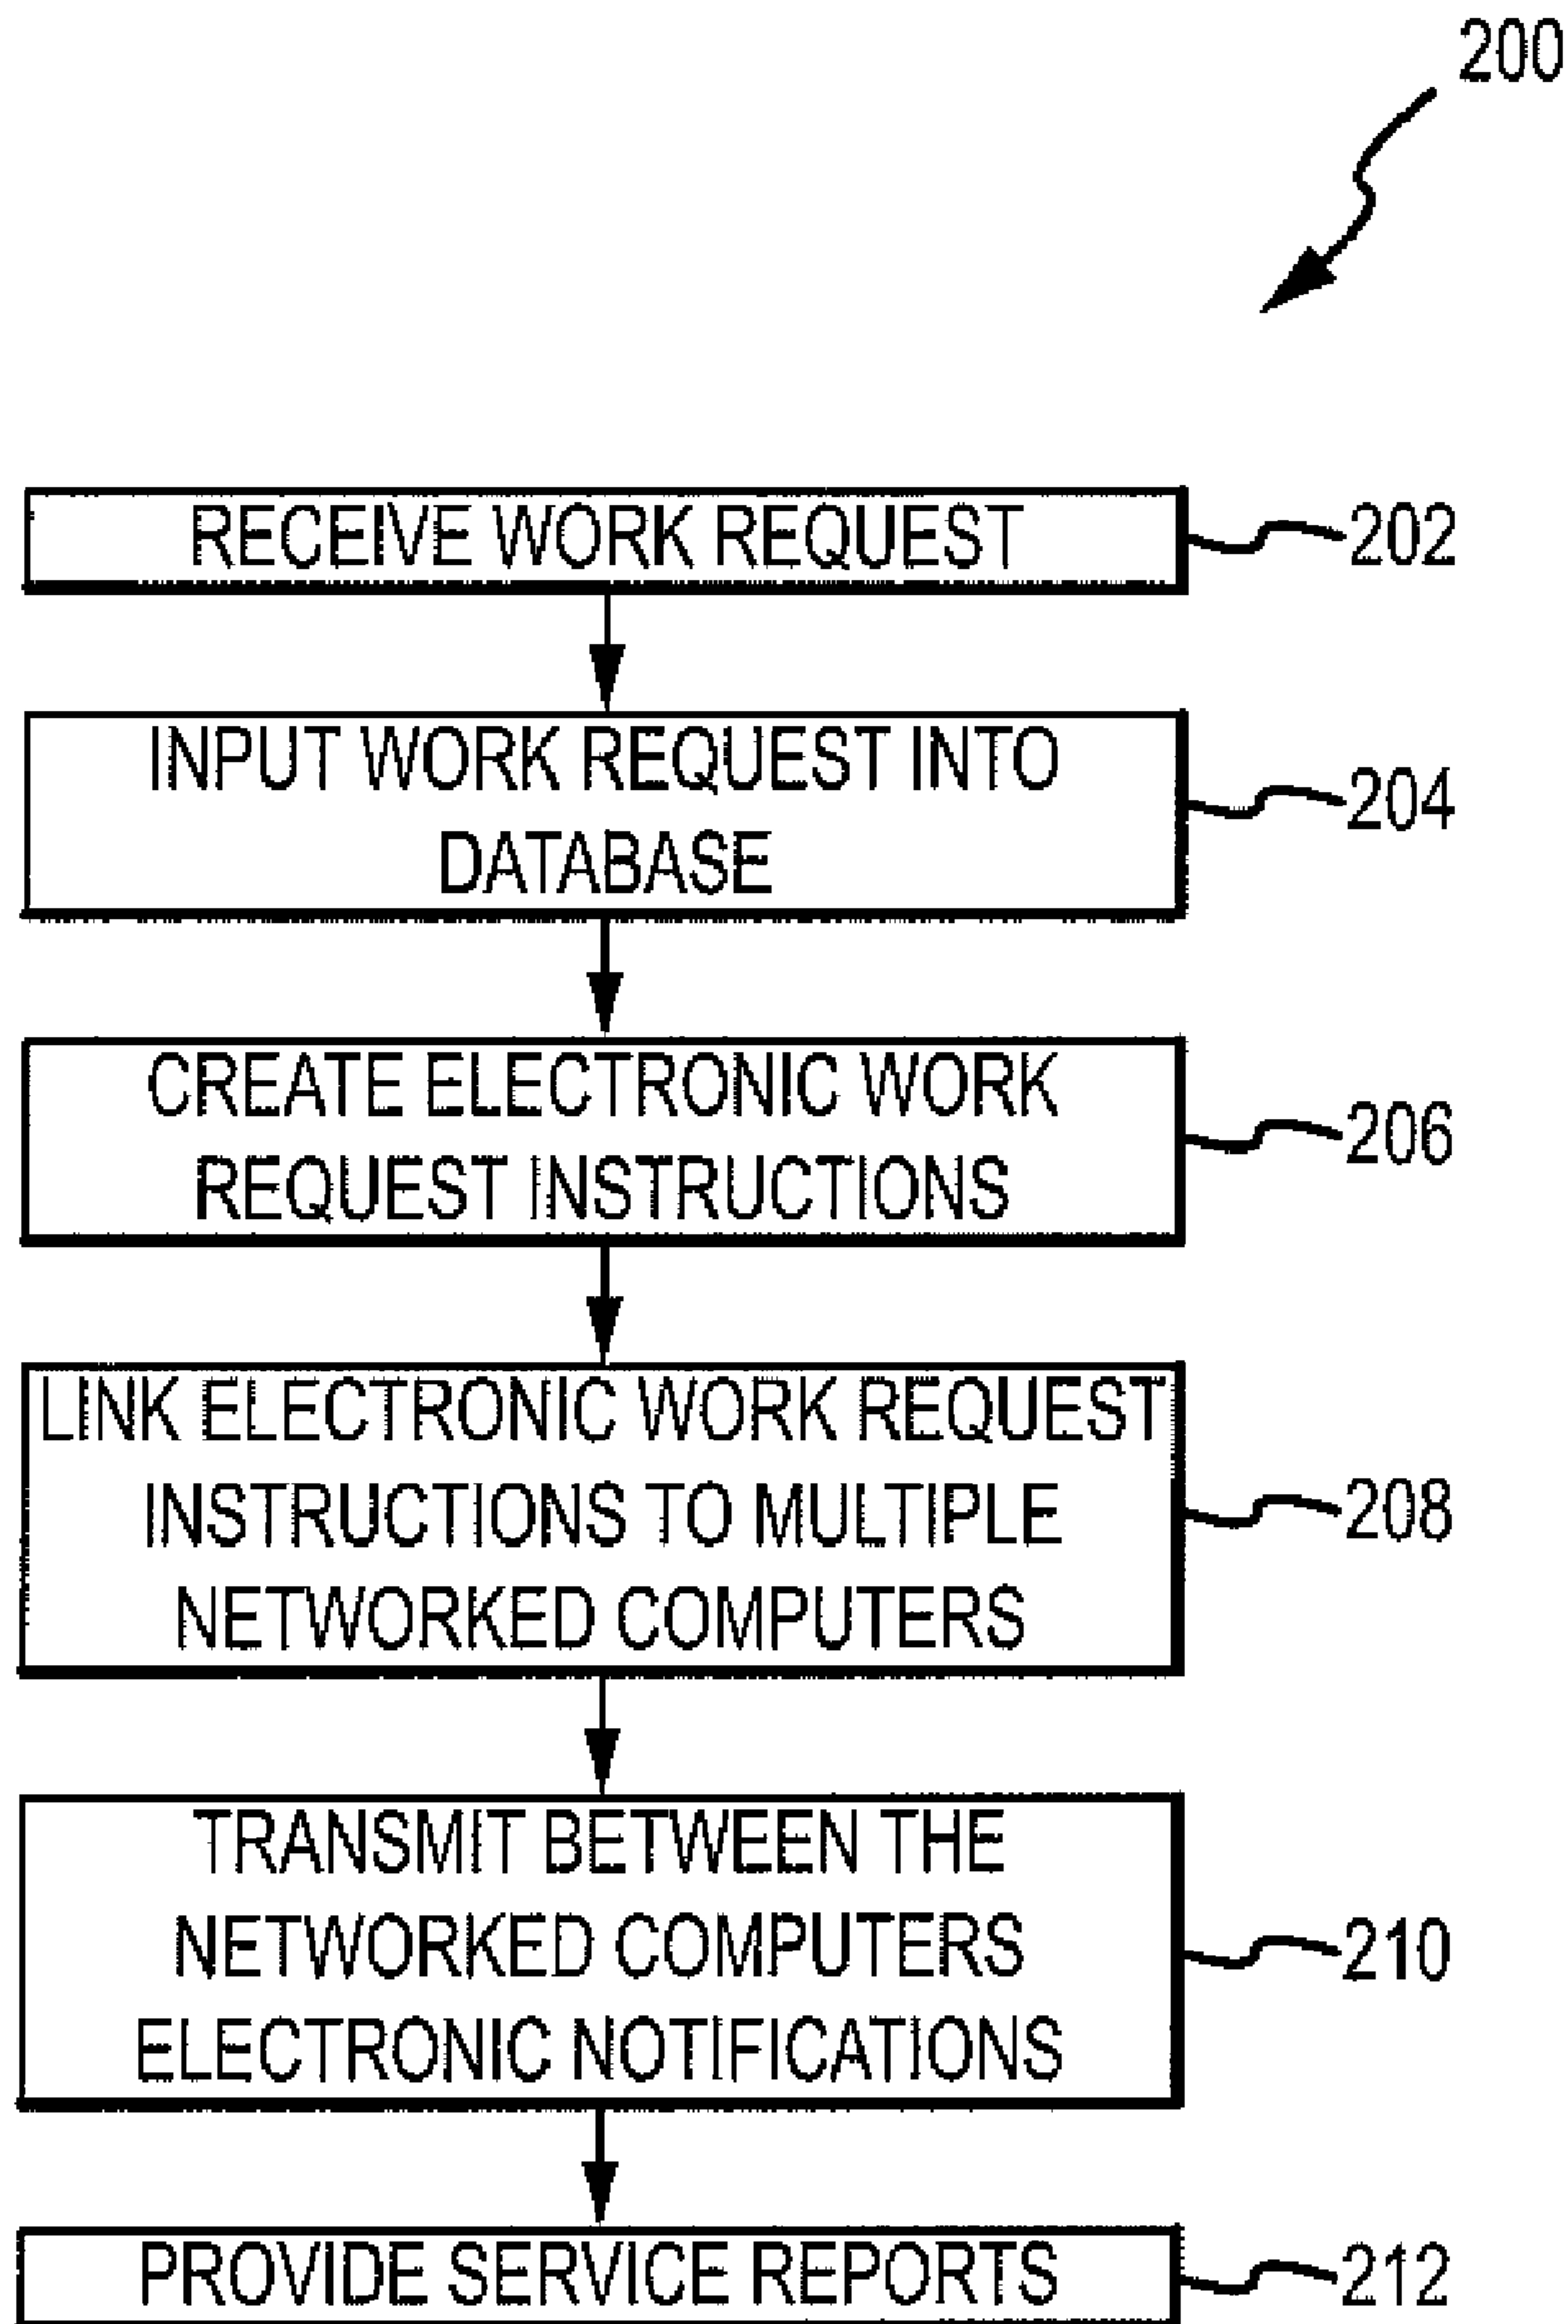 200
RECEIVE WORK REQUEST
202
INPUT WORK REQUEST INTO
DATABASE
204
CREATE ELECTRONIC WORK
REQUEST INSTRUCTIONS
206
LINK ELECTRONIC WORK REQUEST
INSTRUCTIONS TO MULTIPLE
NETWORKED COMPUTERS
208
TRANSMIT BETWEEN THE
NETWORKED COMPUTERS
ELECTRONIC NOTIFICATIONS
210
PROVIDE SERVICE REPORTS
212